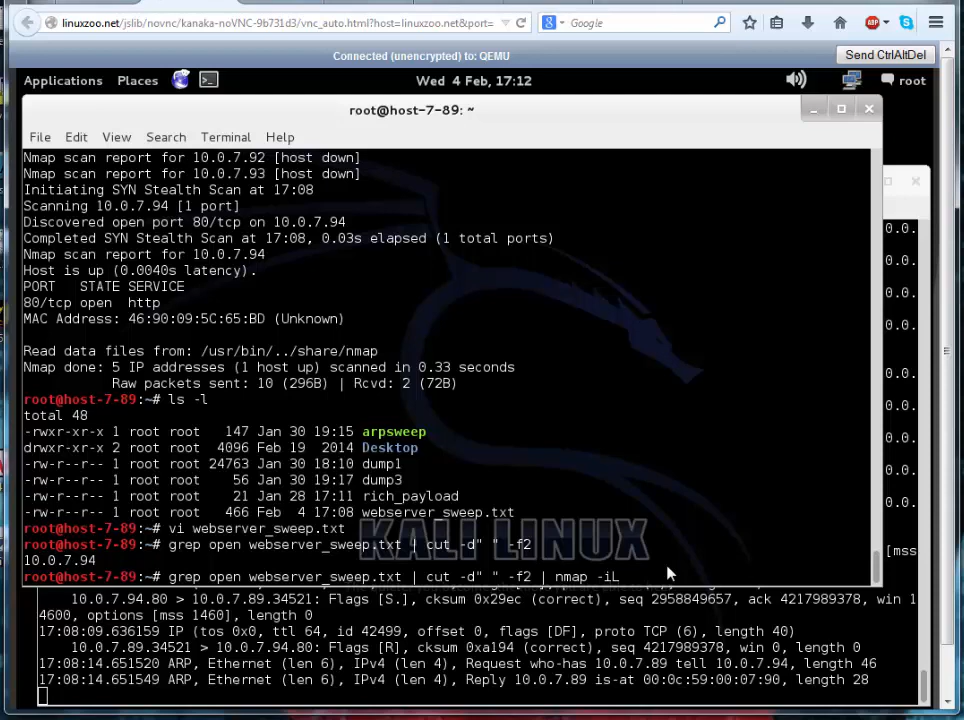 linuxzoo.net/jslib/novnc/kanaka-noVNC-9b731d3/vnc_auto.html?host=linuxzoo.net&port=
Google
Connected (unencrypted) to: QEMU
Send CtrlAltDel
Applications Places Wed 4 Feb, 17:12 root
root@host-7-89: ~
File Edit View Search Terminal Help
Nmap scan report for 10.0.7.92 [host down]
Nmap scan report for 10.0.7.93 [host down]
Initiating SYN Stealth Scan at 17:08
Scanning 10.0.7.94 [1 port]
Discovered open port 80/tcp on 10.0.7.94
Completed SYN Stealth Scan at 17:08, 0.03s elapsed (1 total ports)
Nmap scan report for 10.0.7.94
Host is up (0.0040s latency).
PORT   STATE SERVICE
80/tcp open  http
MAC Address: 46:90:09:5C:65:BD (Unknown)
Read data files from: /usr/bin/../share/nmap
Nmap done: 5 IP addresses (1 host up) scanned in 0.33 seconds
           Raw packets sent: 10 (296B) | Rcvd: 2 (72B)
root@host-7-89:~# ls -l
total 48
-rwxr-xr-x 1 root root   147 Jan 30 19:15 arpsweep
drwxr-xr-x 2 root root  4096 Feb 19  2014 Desktop
-rw-r--r-- 1 root root 24763 Jan 30 18:10 dump1
-rw-r--r-- 1 root root    56 Jan 30 19:17 dump3
-rw-r--r-- 1 root root    21 Jan 28 17:11 rich_payload
-rw-r--r-- 1 root root   466 Feb  4 17:08 webserver_sweep.txt
root@host-7-89:~# vi webserver_sweep.txt
root@host-7-89:~# grep open webserver_sweep.txt | cut -d" " -f2
10.0.7.94
root@host-7-89:~# grep open webserver_sweep.txt | cut -d" " -f2 | nmap -iL
KALI LINUX
0.0.
0.0.
0.0.
0.0.
0.0.
0.0.
0.0.
0.0.
[mss
10.0.7.94.80 > 10.0.7.89.34521: Flags [S.], cksum 0x29ec (correct), seq 2958849657, ack 4217989378, win 1
4600, options [mss 1460], length 0
17:08:09.636159 IP (tos 0x0, ttl 64, id 42499, offset 0, flags [DF], proto TCP (6), length 40)
    10.0.7.89.34521 > 10.0.7.94.80: Flags [R], cksum 0xa194 (correct), seq 4217989378, win 0, length 0
17:08:14.651520 ARP, Ethernet (len 6), IPv4 (len 4), Request who-has 10.0.7.89 tell 10.0.7.94, length 46
17:08:14.651549 ARP, Ethernet (len 6), IPv4 (len 4), Reply 10.0.7.89 is-at 00:0c:59:00:07:90, length 28